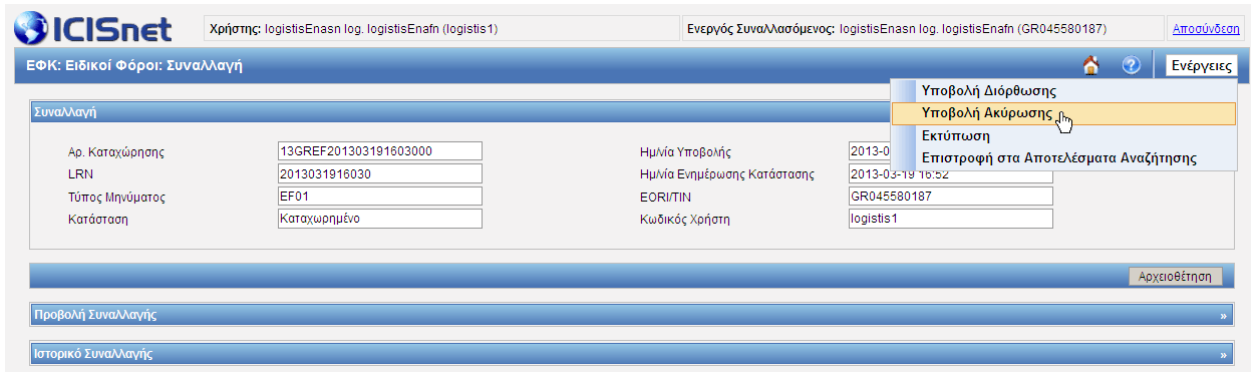 ICISnet
Χρήστης: logistisEnasn log. logistisEnafn (logistis1)
Ενεργός Συναλλασόμενος: logistisEnasn log. logistisEnafn (GR045580187)
Αποσύνδεση
ΕΦΚ: Ειδικοί Φόροι: Συναλλαγή
Ενέργειες
Υποβολή Διόρθωσης
Υποβολή Ακύρωσης
Εκτύπωση
Επιστροφή στα Αποτελέσματα Αναζήτησης
Συναλλαγή
Αρ. Καταχώρησης 13GREF201303191603000 Ημ/νία Υποβολής 2013-0
LRN 2013031916030 Ημ/νία Ενημέρωσης Κατάστασης 2013-03-19 16:52
Τύπος Μηνύματος EF01 EORI/TIN GR045580187
Κατάσταση Καταχωρημένο Κωδικός Χρήστη logistis1
Αρχειοθέτηση
Προβολή Συναλλαγής »
Ιστορικό Συναλλαγής »